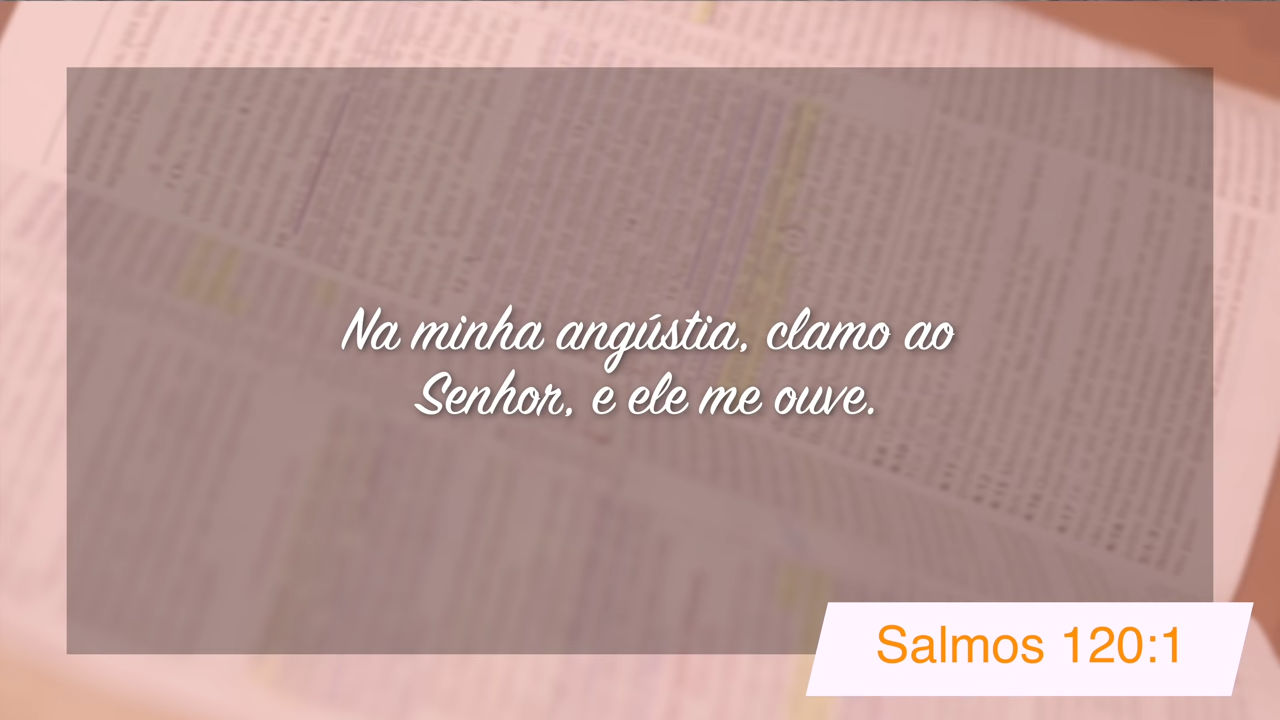 Na minha angústia, clamo ao
Senhor, e ele me ouve.
Salmos 120:1